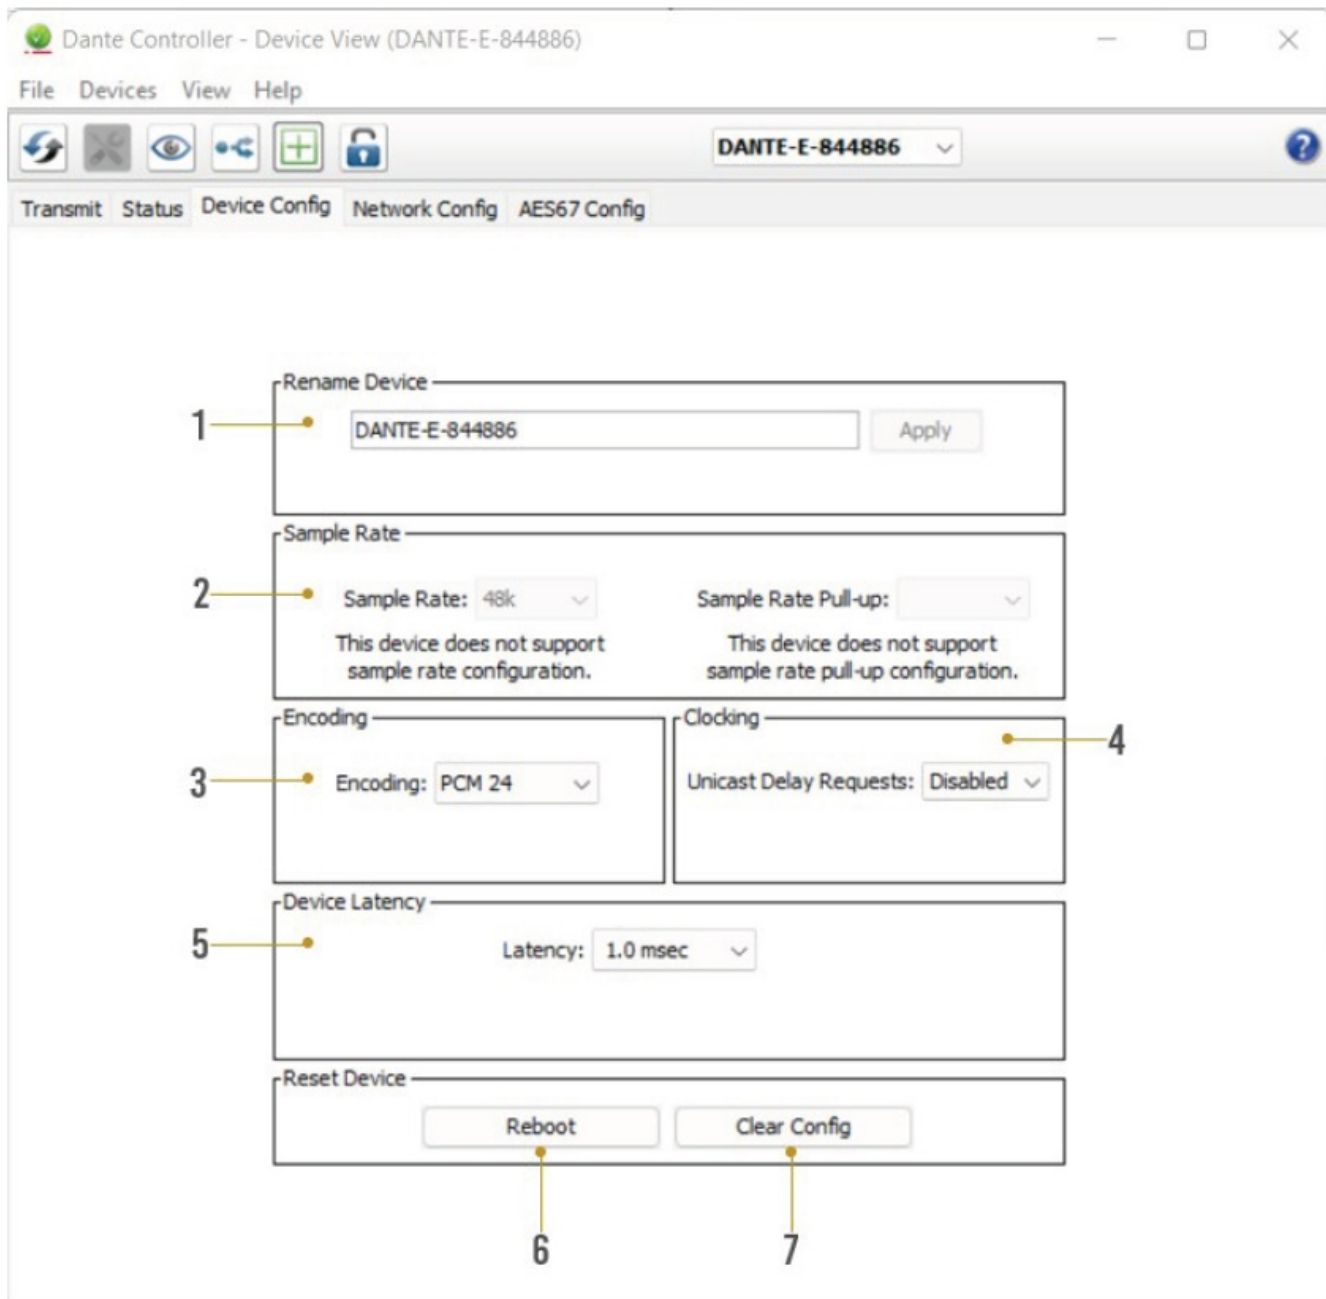 Dante Controller - Device View (DANTE-E-844886)
File Devices View Help
DANTE-E-844886
Transmit Status Device Config Network Config AES67 Config
Rename Device
1
DANTE-E-844886 Apply
Sample Rate
2
Sample Rate: 48k Sample Rate Pull-up:
This device does not support
sample rate configuration.
This device does not support
sample rate pull-up configuration.
Encoding
3
Encoding: PCM 24
Clocking
4
Unicast Delay Requests: Disabled
Device Latency
5
Latency: 1.0 msec
Reset Device
Reboot Clear Config
6 7